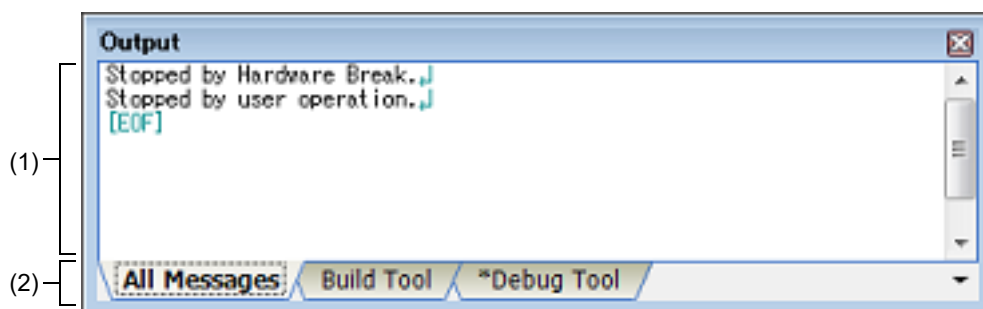 Output
Stopped by Hardware Break.↲
Stopped by user operation.↲
[EOF]
(1)
(2)
All Messages Build Tool *Debug Tool